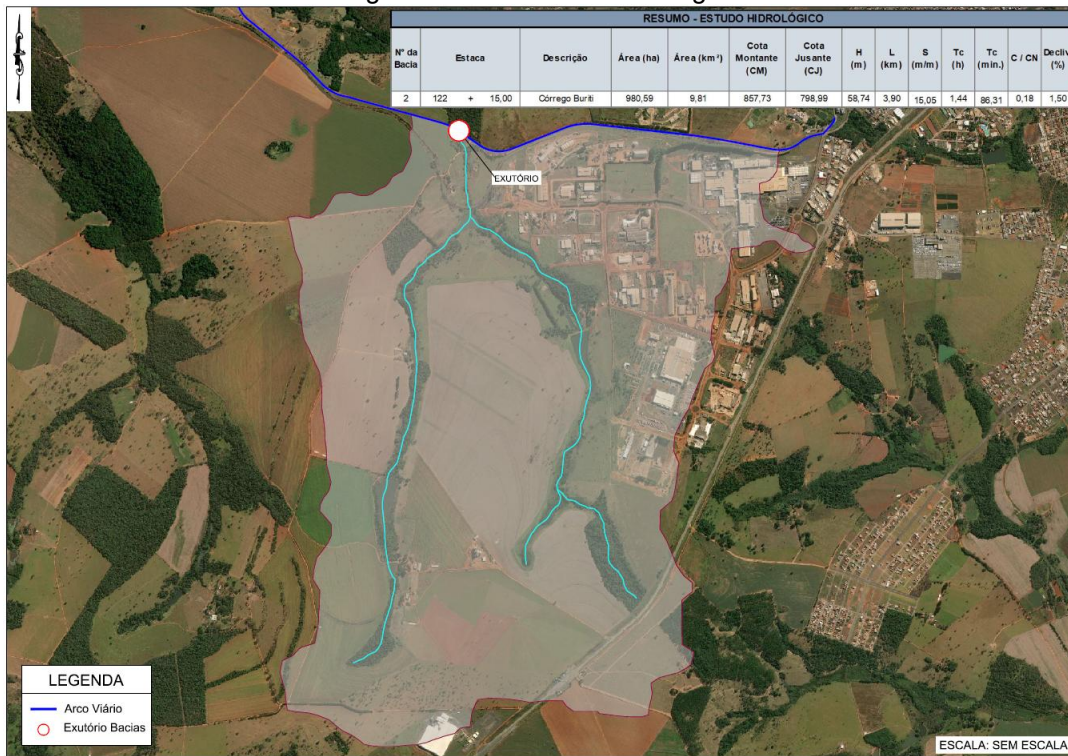 RESUMO - ESTUDO HIDROLÓGICO
N° da Bacia Estaca Descrição Área (ha) Área (km²) Cota Montante (CM) Cota Jusante (CJ) H (m) L (km) S (m/m) Tc (h) Tc (min.) C / CN (%)
2 122 + 15,00 Córrego Buriti 980,59 9,81 857,73 798,99 58,74 3,90 15,05 1,44 86,31 0,18 1,50
EXUTÓRIO
LEGENDA
Arco Viário
Exutório Bacias
ESCALA: SEM ESCALA